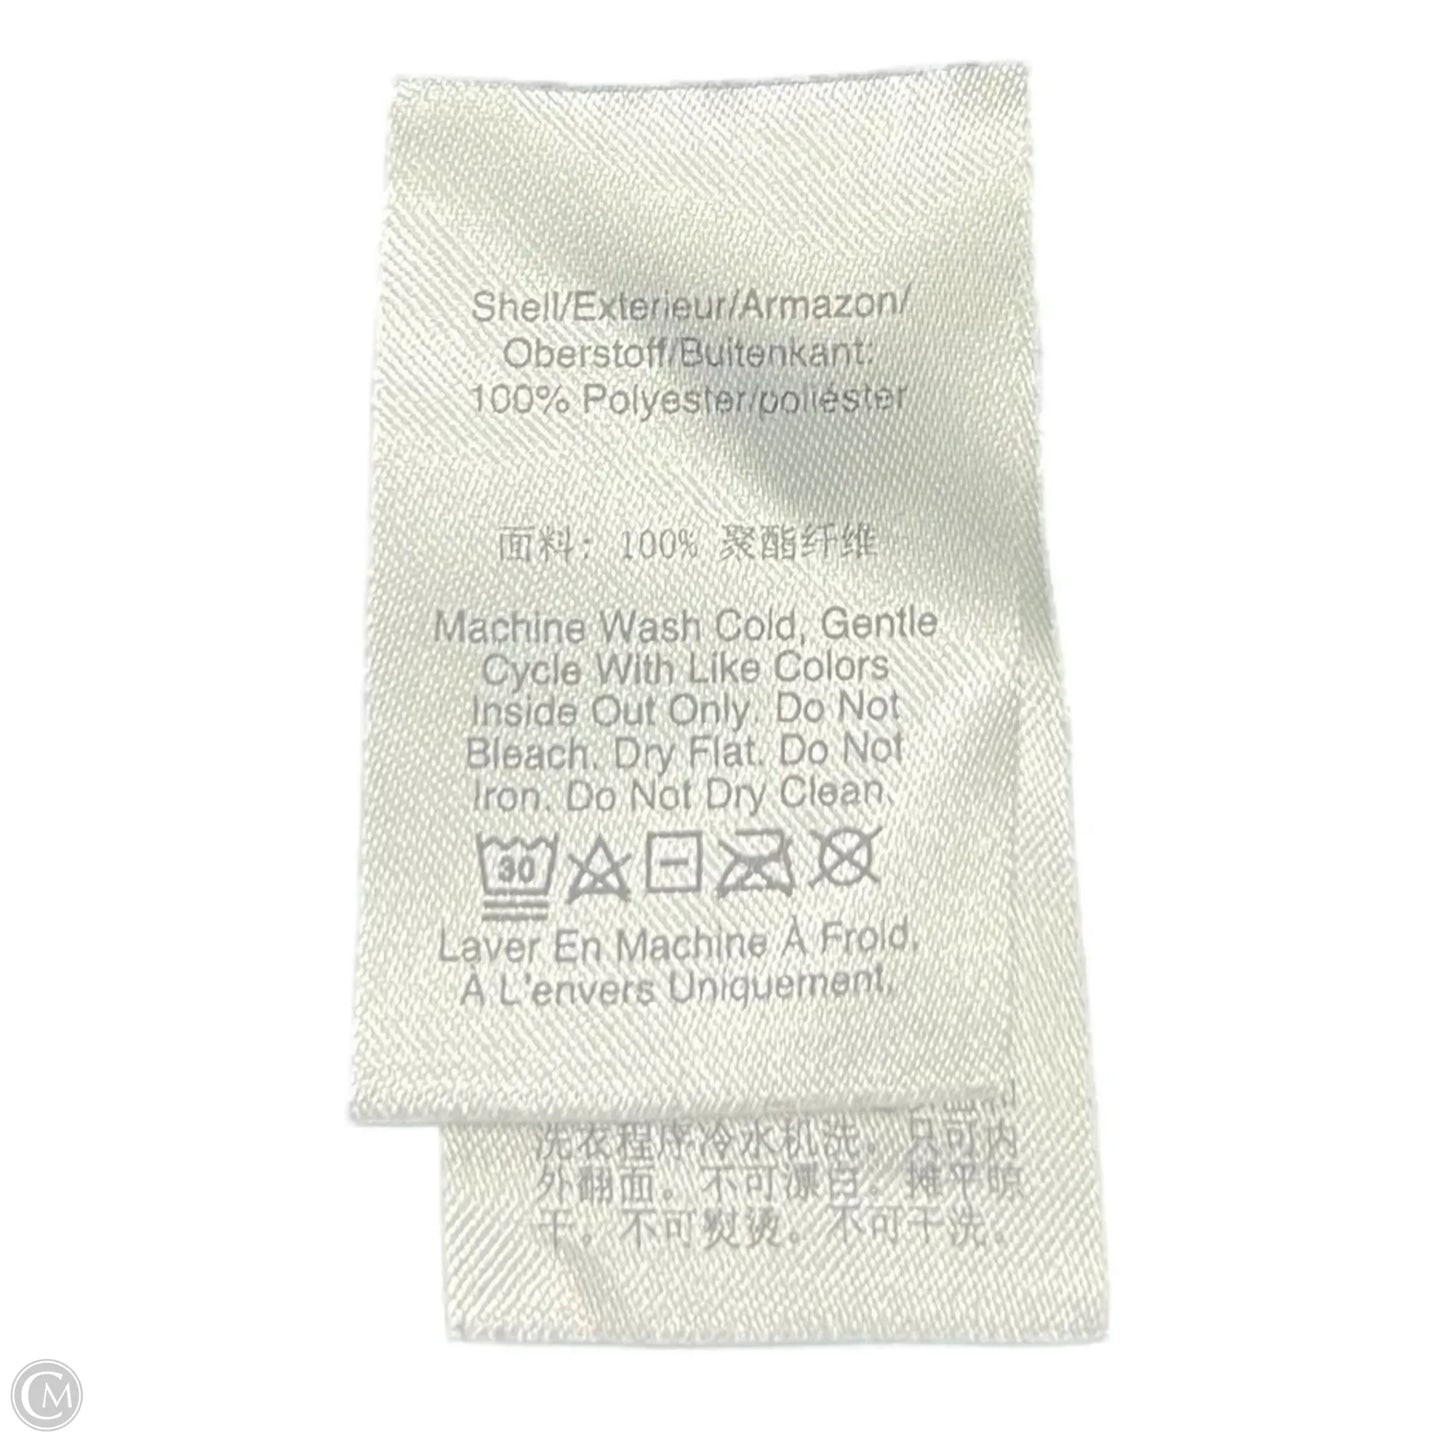 Shell/Exterieur/Armazon/
Oberstoff/Buitenkant:
100% Polyester/poliéster
面料: 100% 聚酯纤维
Machine Wash Cold, Gentle
Cycle With Like Colors
Inside Out Only. Do Not
Bleach. Dry Flat. Do Not
Iron. Do Not Dry Clean.
30
Laver En Machine À Froid.
À L'envers Uniquement.
洗衣程序冷水机洗。只可内
外翻面。不可漂白。摊平晾
干。不可熨烫。不可干洗。
CM